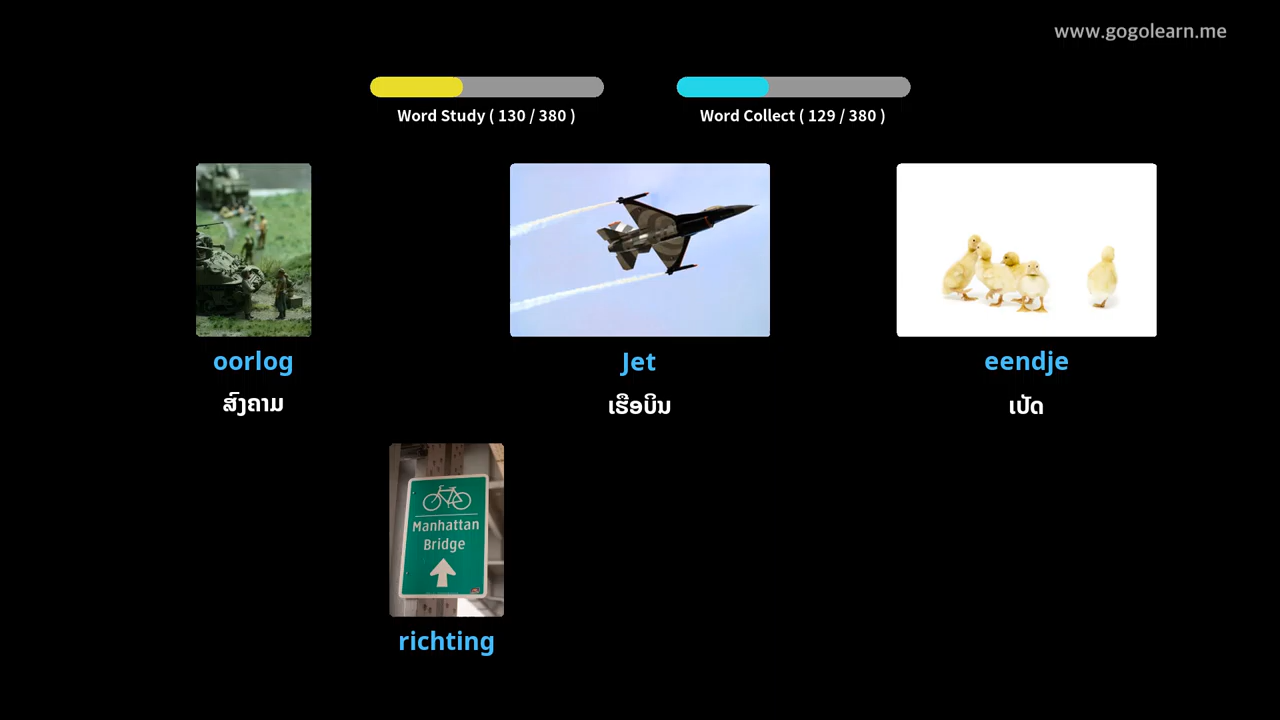 www.gogolearn.me
Word Study ( 130 / 380 )
Word Collect ( 129 / 380 )
oorlog
Jet
eendje
ສົງຄາມ
ເຮືອບິນ
ເປັດ
Manhattan
Bridge
richting